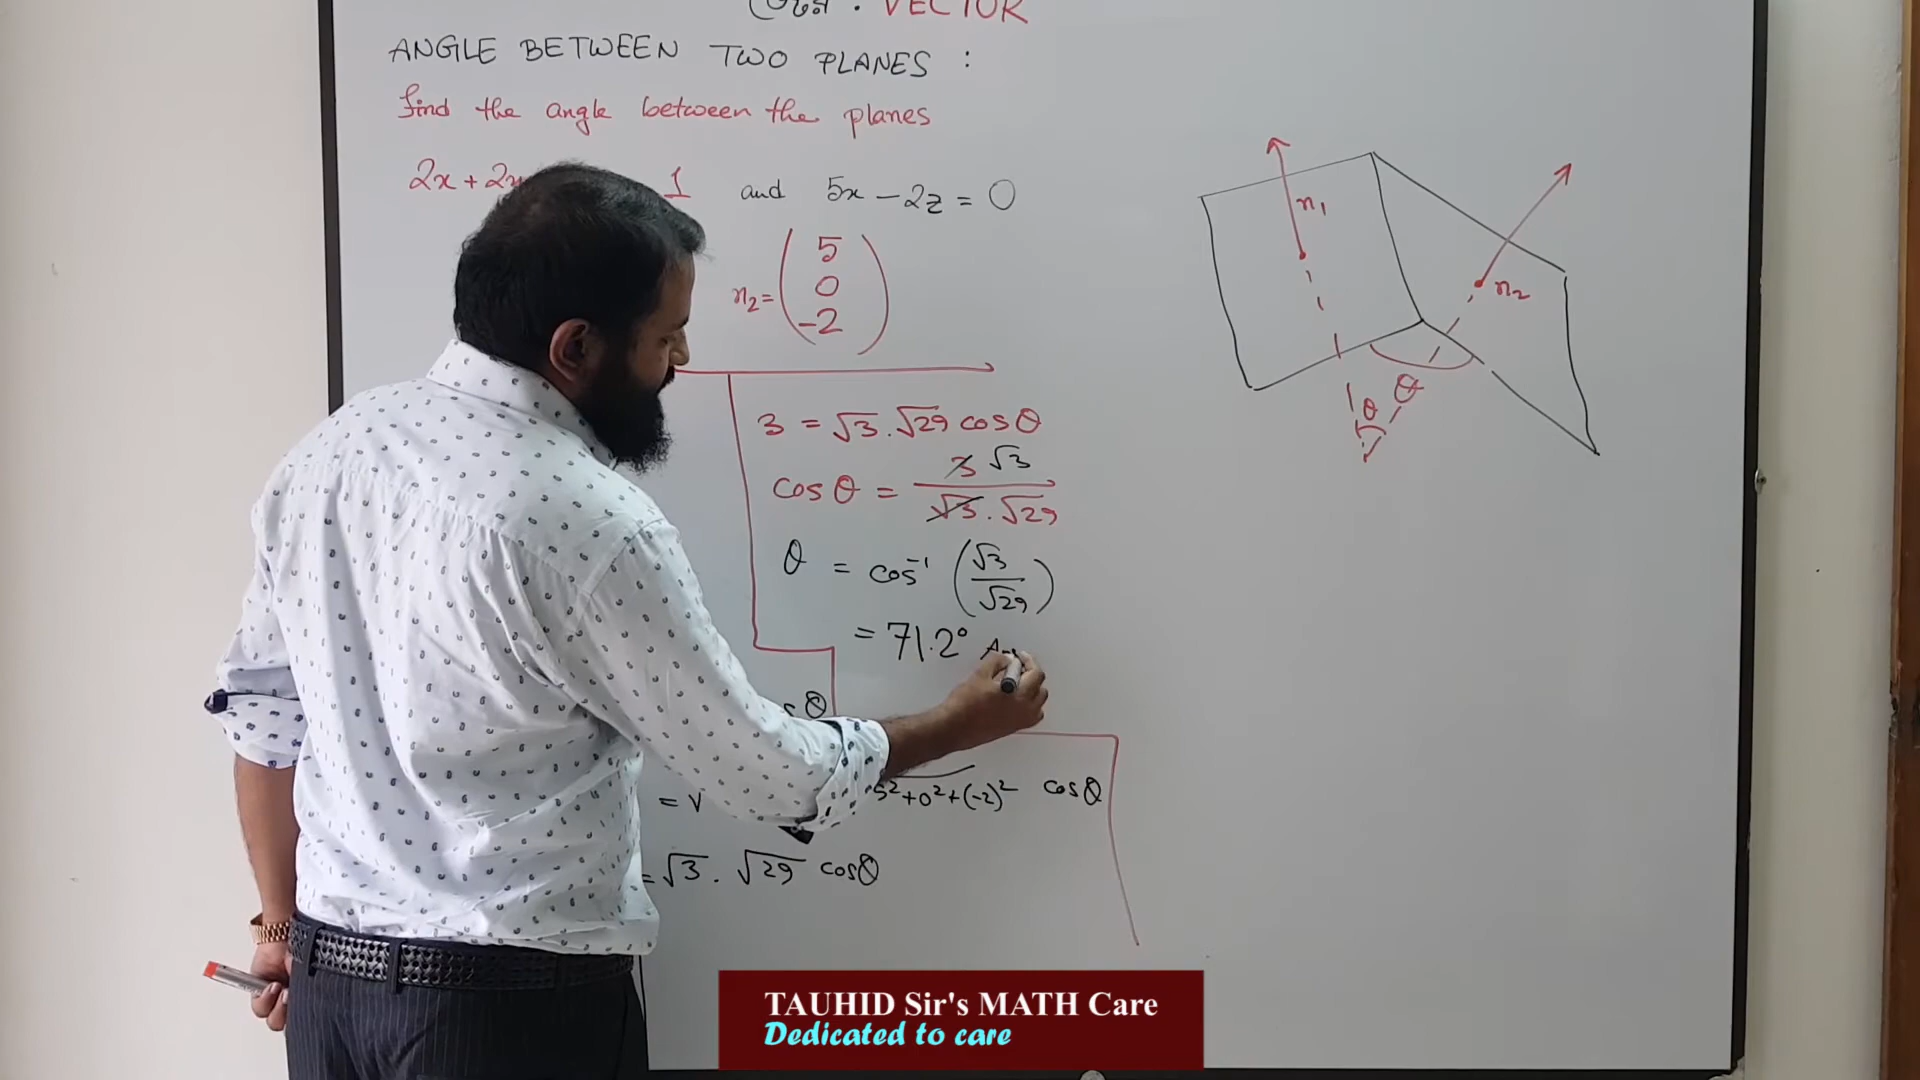 : VECTOR
ANGLE BETWEEN TWO PLANES :
find the angle between the planes
2x + 2y 1 and 5x − 2z = 0
n₂ = (5 0 −2)
n₁
n₂
θ
θ
3 = √3 . √29 cos θ
cos θ = 3 √3 / √3 . √29
θ = cos⁻¹ (√3 / √29)
= 71.2° Ans
s θ
= √ 5² + 0² + (−2)² cos θ
= √3 . √29 cos θ
TAUHID Sir's MATH Care
Dedicated to care